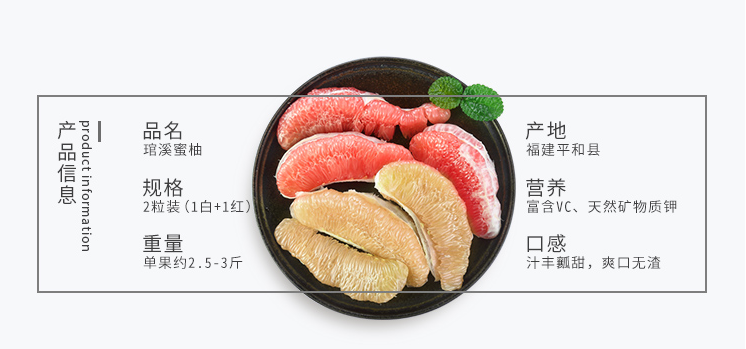 产品信息
product information
品名
琯溪蜜柚
规格
2粒装(1白+1红)
重量
单果约2.5-3斤
产地
福建平和县
营养
富含VC、天然矿物质钾
口感
汁丰瓤甜，爽口无渣